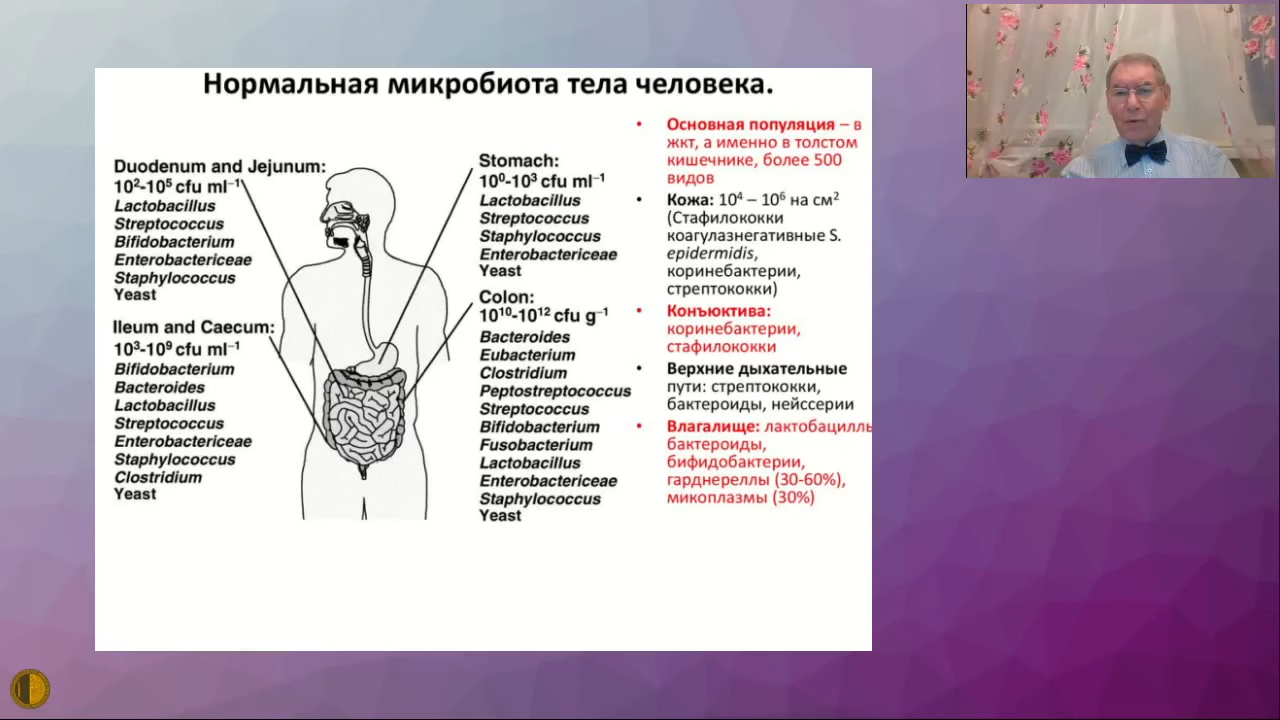 Нормальная микробиота тела человека.
Duodenum and Jejunum:
10²-10⁵ cfu ml⁻¹
Lactobacillus
Streptococcus
Bifidobacterium
Enterobactericeae
Staphylococcus
Yeast
Ileum and Caecum:
10³-10⁹ cfu ml⁻¹
Bifidobacterium
Bacteroides
Lactobacillus
Streptococcus
Enterobactericeae
Staphylococcus
Clostridium
Yeast
Stomach:
10⁰-10³ cfu ml⁻¹
Lactobacillus
Streptococcus
Staphylococcus
Enterobactericeae
Yeast
Colon:
10¹⁰-10¹² cfu g⁻¹
Bacteroides
Eubacterium
Clostridium
Peptostreptococcus
Streptococcus
Bifidobacterium
Fusobacterium
Lactobacillus
Enterobactericeae
Staphylococcus
Yeast
• Основная популяция – в
жкт, а именно в толстом
кишечнике, более 500
видов
• Кожа: 10⁴ – 10⁶ на см²
(Стафилококки
коагулазнегативные S.
epidermidis,
коринебактерии,
стрептококки)
• Конъюктива:
коринебактерии,
стафилококки
• Верхние дыхательные
пути: стрептококки,
бактероиды, нейссерии
• Влагалище: лактобациллы
бактероиды,
бифидобактерии,
гарднереллы (30-60%),
микоплазмы (30%)